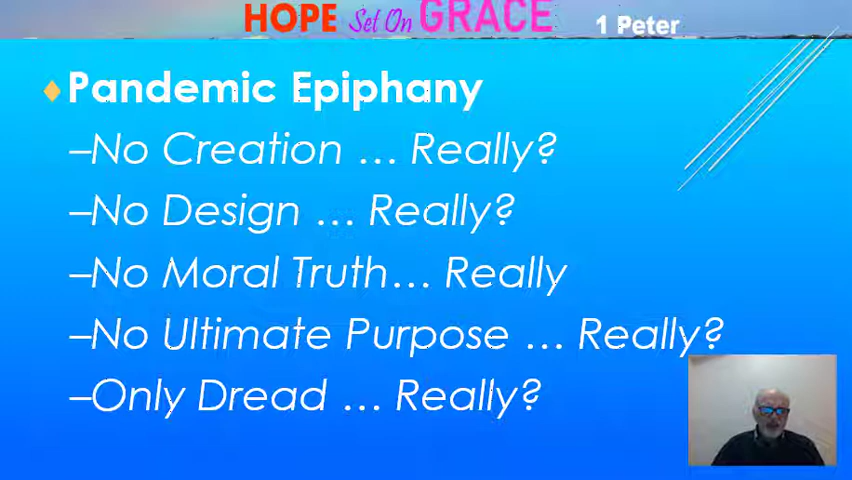 HOPE Set On GRACE 1 Peter
Pandemic Epiphany
–No Creation … Really?
–No Design … Really?
–No Moral Truth… Really
–No Ultimate Purpose … Really?
–Only Dread … Really?